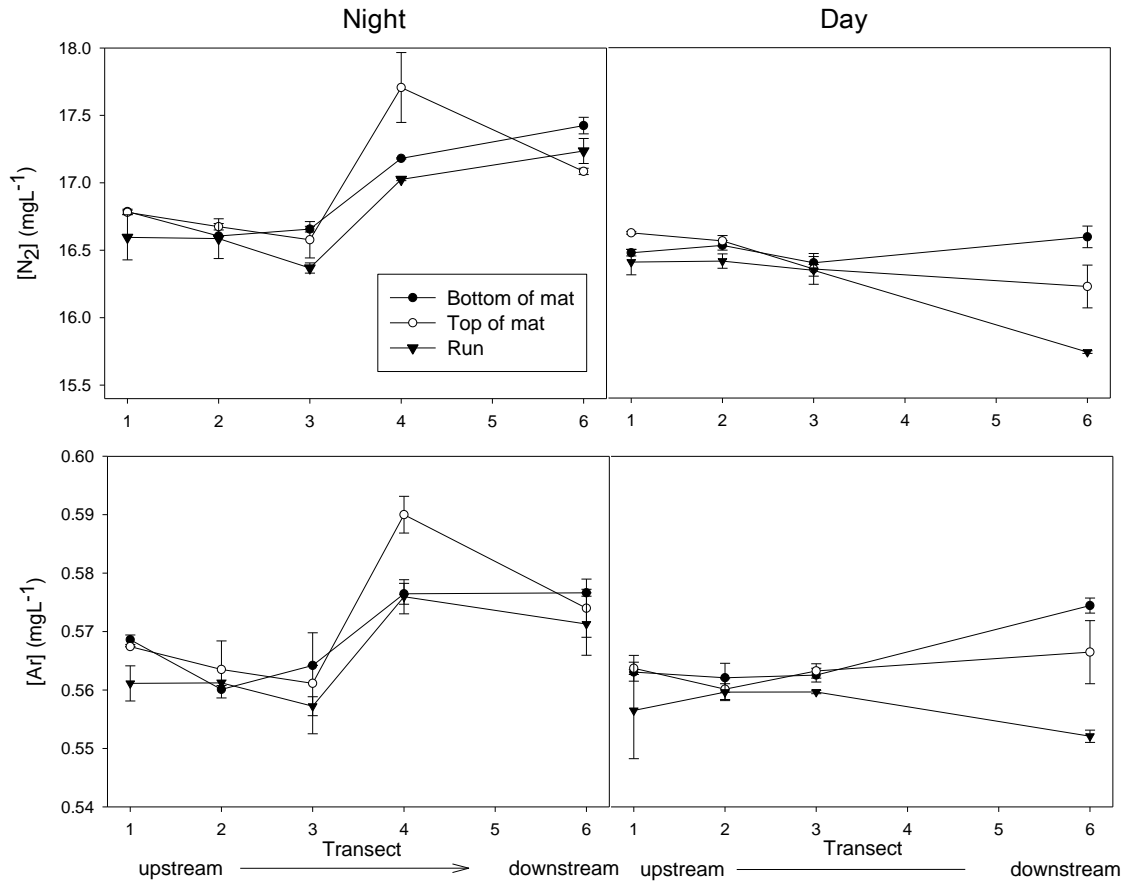 Night Day
[N2] (mgL-1)
18.0
17.5
17.0
16.5
16.0
15.5
Bottom of mat
Top of mat
Run
1 2 3 4 5 6
1 2 3 4 5 6
[Ar] (mgL-1)
0.60
0.59
0.58
0.57
0.56
0.55
0.54
1 2 3 4 5 6
1 2 3 4 5 6
Transect Transect
upstream downstream upstream downstream